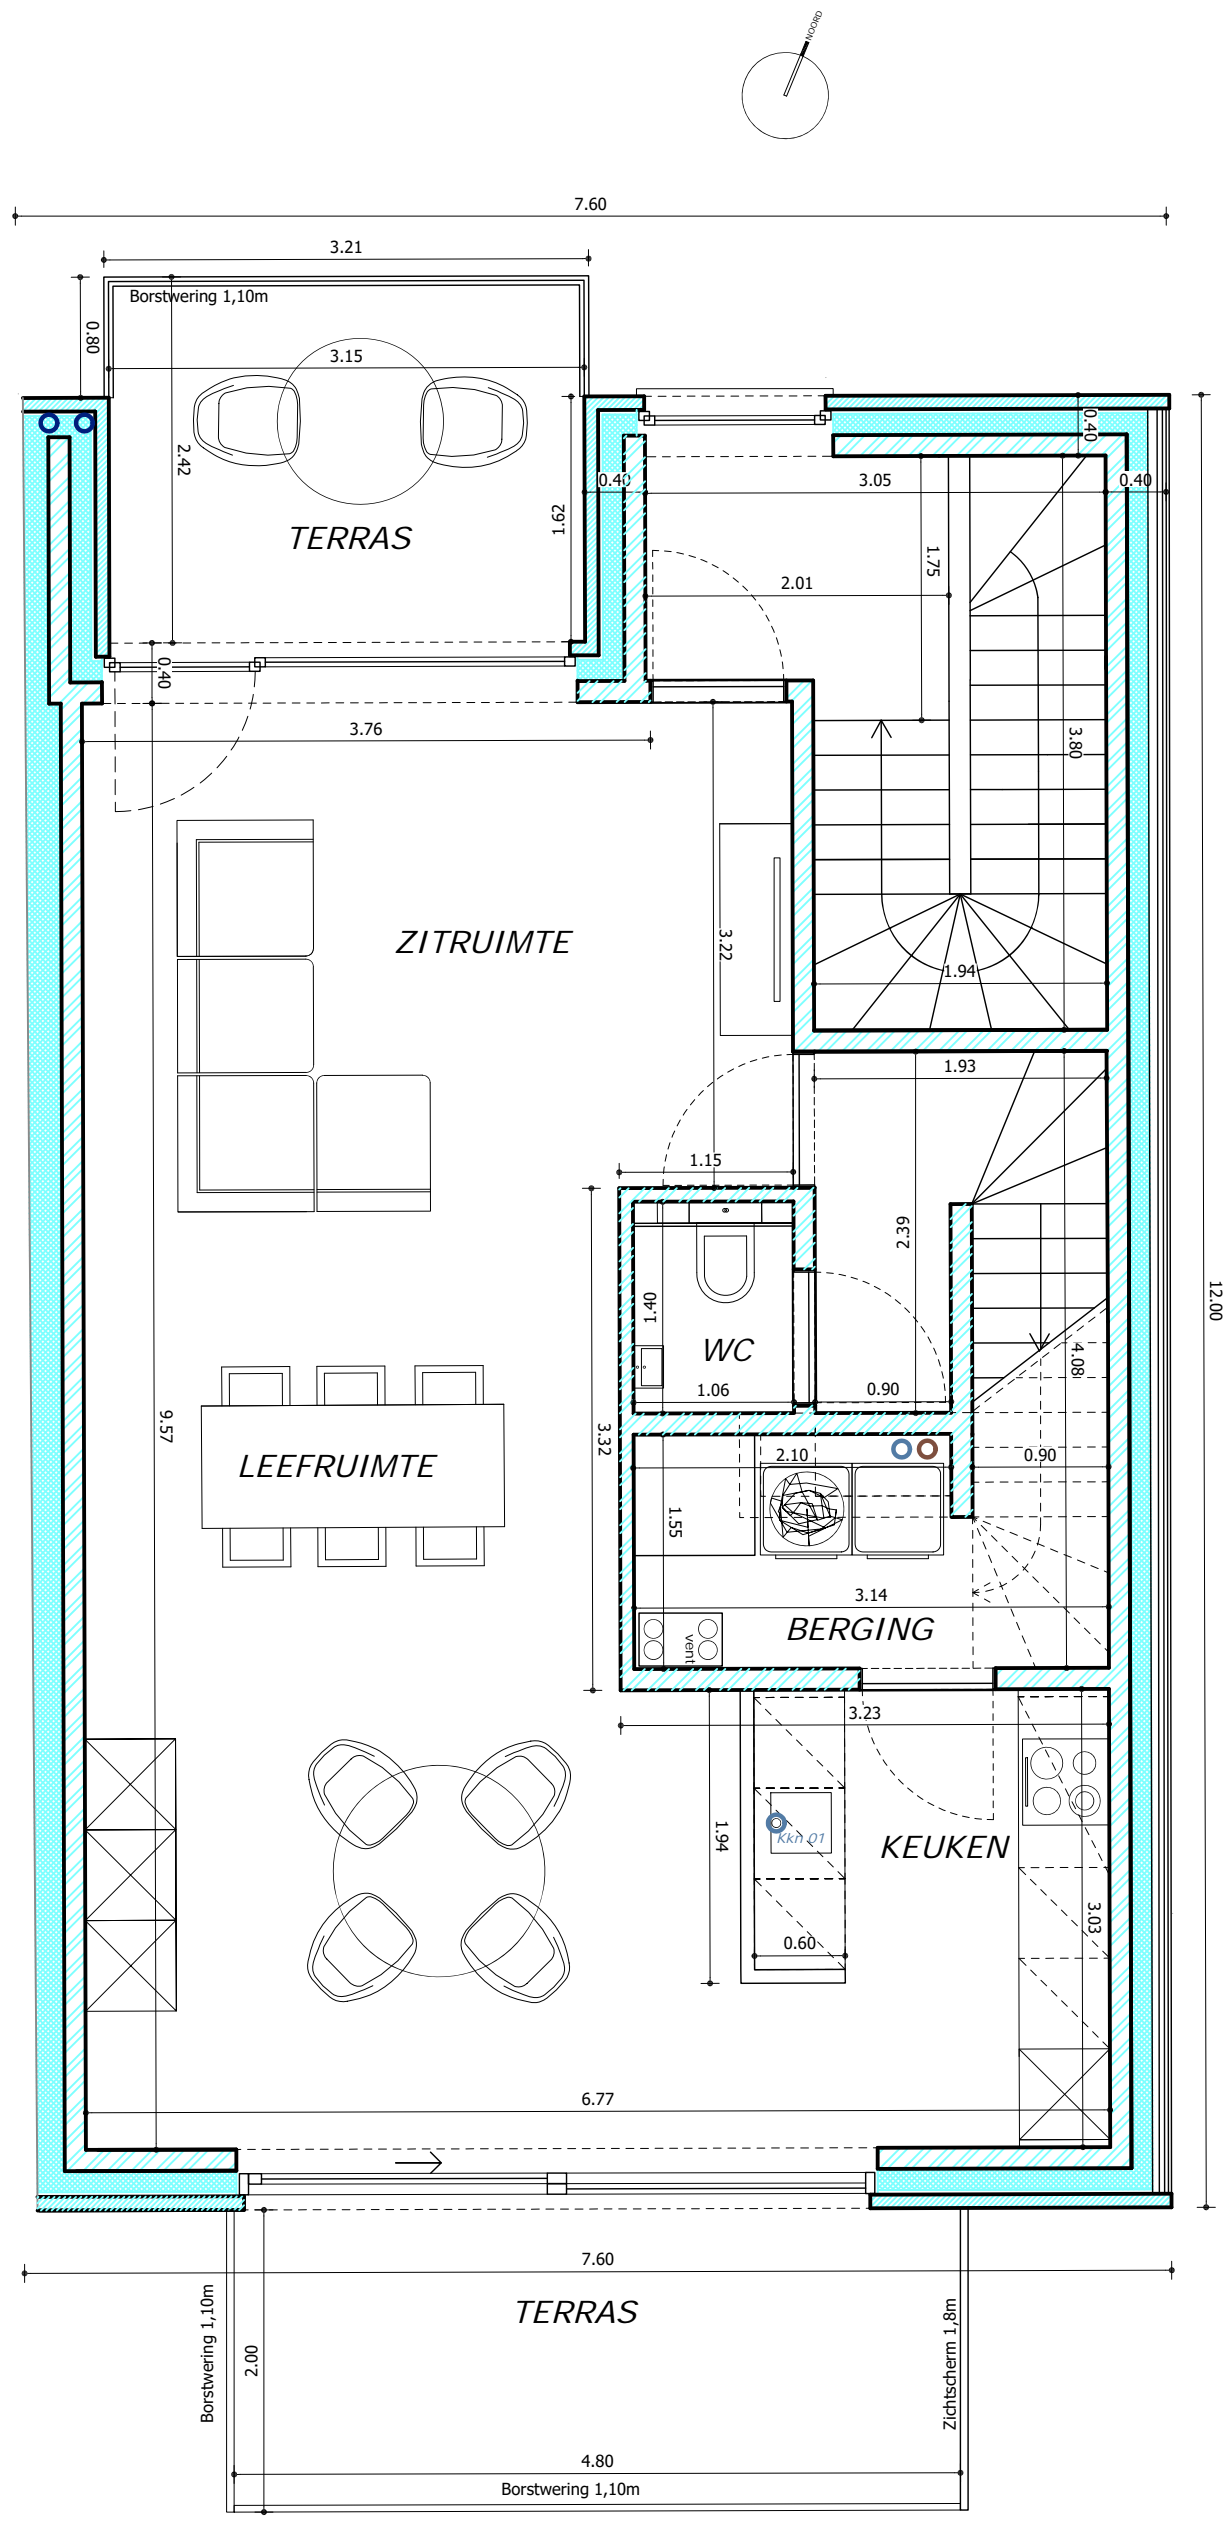 NOORD
7.60
3.21
Borstwering 1,10m
0.80
3.15
2.42
0.40
0.40
3.05
0.40
1.62
TERRAS
1.75
2.01
0.40
3.76
3.80
ZITRUIMTE
3.22
1.94
1.93
1.15
2.39
12.00
1.40
WC
4.08
1.06
0.90
9.57
3.32
LEEFRUIMTE
2.10
0.90
1.55
3.14
BERGING
vent
3.23
1.94
Kkn 01
KEUKEN
3.03
0.60
6.77
7.60
TERRAS
Borstwering 1,10m
2.00
Zichtscherm 1,8m
4.80
Borstwering 1,10m